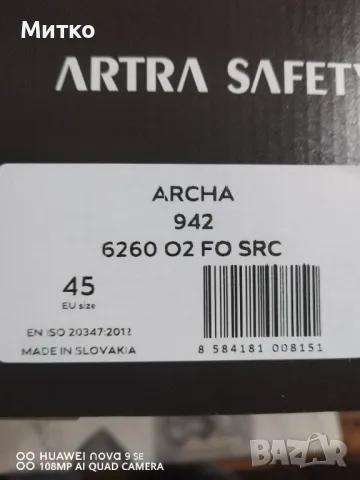 Митко
ARTRA SAFETY
ARCHA
942
6260 O2 FO SRC
45
EU size
EN ISO 20347:2012
MADE IN SLOVAKIA
8 584181 008151
HUAWEI nova 9 SE
108MP AI QUAD CAMERA
BAZAR